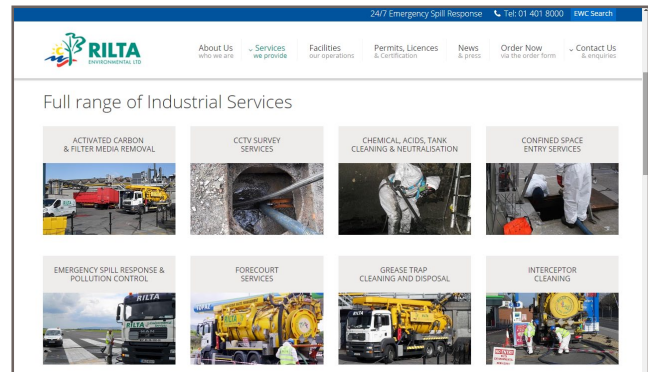 24/7 Emergency Spill Response Tel: 01 401 8000 EWC Search
RILTA
ENVIRONMENTAL LTD
About Us
who we are
Services
we provide
Facilities
our operations
Permits, Licences
& Certification
News
& press
Order Now
via the order form
Contact Us
& enquiries
Full range of Industrial Services
ACTIVATED CARBON
& FILTER MEDIA REMOVAL
CCTV SURVEY
SERVICES
CHEMICAL, ACIDS, TANK
CLEANING & NEUTRALISATION
CONFINED SPACE
ENTRY SERVICES
EMERGENCY SPILL RESPONSE &
POLLUTION CONTROL
FORECOURT
SERVICES
GREASE TRAP
CLEANING AND DISPOSAL
INTERCEPTOR
CLEANING
RILTA
TOPAZ